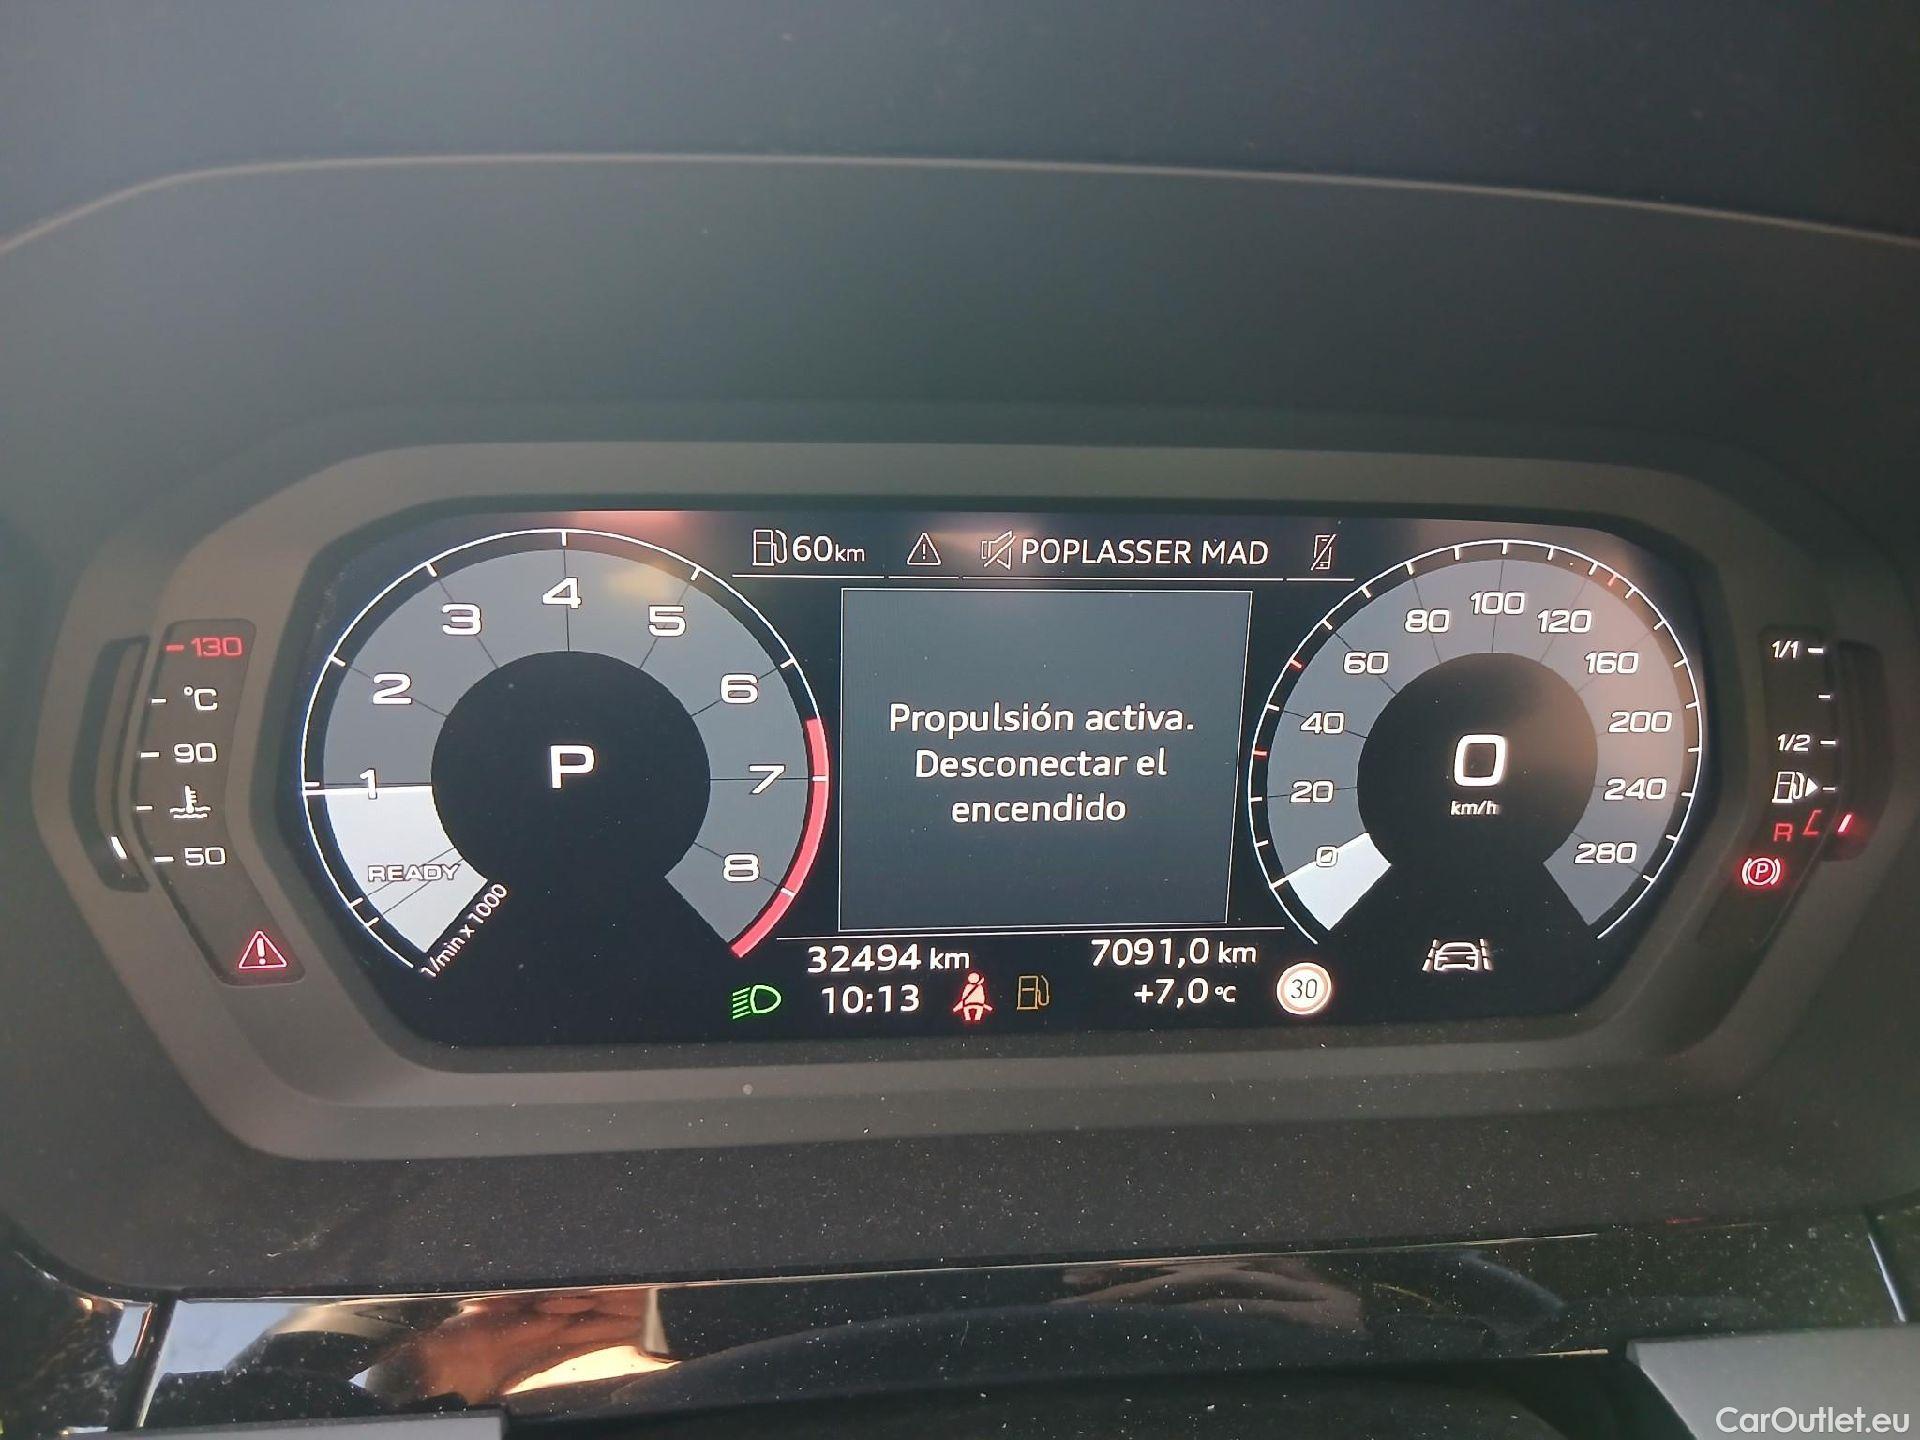 60 km
POPLASSER MAD
130
°C
90
50
1
2
3
4
5
6
7
8
READY
1/min x 1000
P
Propulsión activa.
Desconectar el
encendido
0
20
40
60
80
100
120
160
200
240
280
0
km/h
1/1
1/2
R
P
32494 km
7091,0 km
10:13
+7,0 °C
30
CarOutlet.eu